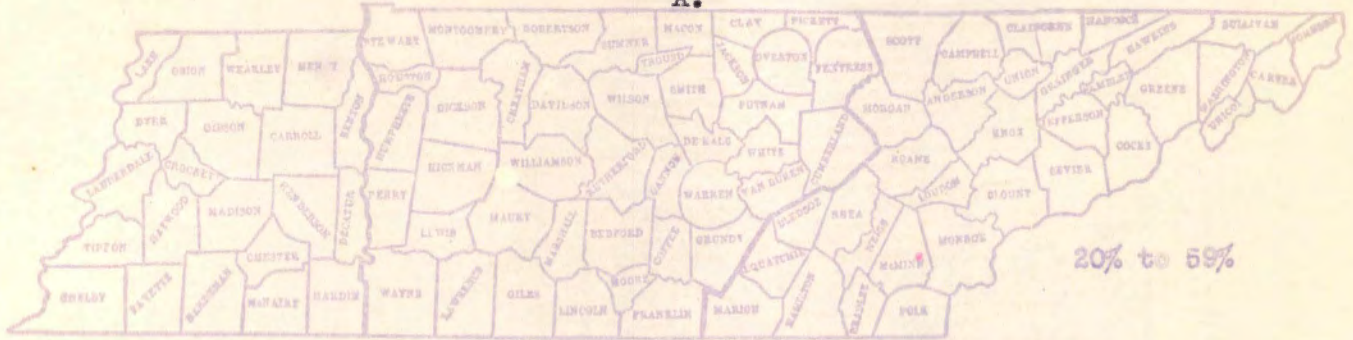 A.
LAKE OBION WEAKLEY HENRY STEWART MONTGOMERY ROBERTSON SUMNER MACON CLAY PICKETT SCOTT CAMPBELL CLAIBORNE HANCOCK HAWKINS SULLIVAN JOHNSON
HOUSTON TROUSDALE JACKSON OVERTON FENTRESS UNION GRAINGER HAMBLEN GREENE WASHINGTON CARTER UNICOI
DYER GIBSON CARROLL BENTON HUMPHREYS DICKSON CHEATHAM DAVIDSON WILSON SMITH PUTNAM MORGAN ANDERSON KNOX JEFFERSON COCKE
LAUDERDALE CROCKETT HICKMAN WILLIAMSON RUTHERFORD CANNON DE KALB WHITE CUMBERLAND ROANE LOUDON BLOUNT SEVIER
TIPTON HAYWOOD MADISON HENDERSON DECATUR PERRY LEWIS MAURY MARSHALL BEDFORD COFFEE WARREN VAN BUREN GRUNDY BLEDSOE RHEA MEIGS McMINN MONROE
20% to 59%
SHELBY FAYETTE HARDEMAN CHESTER McNAIRY HARDIN WAYNE LAWRENCE GILES LINCOLN MOORE FRANKLIN MARION SEQUATCHIE HAMILTON BRADLEY POLK